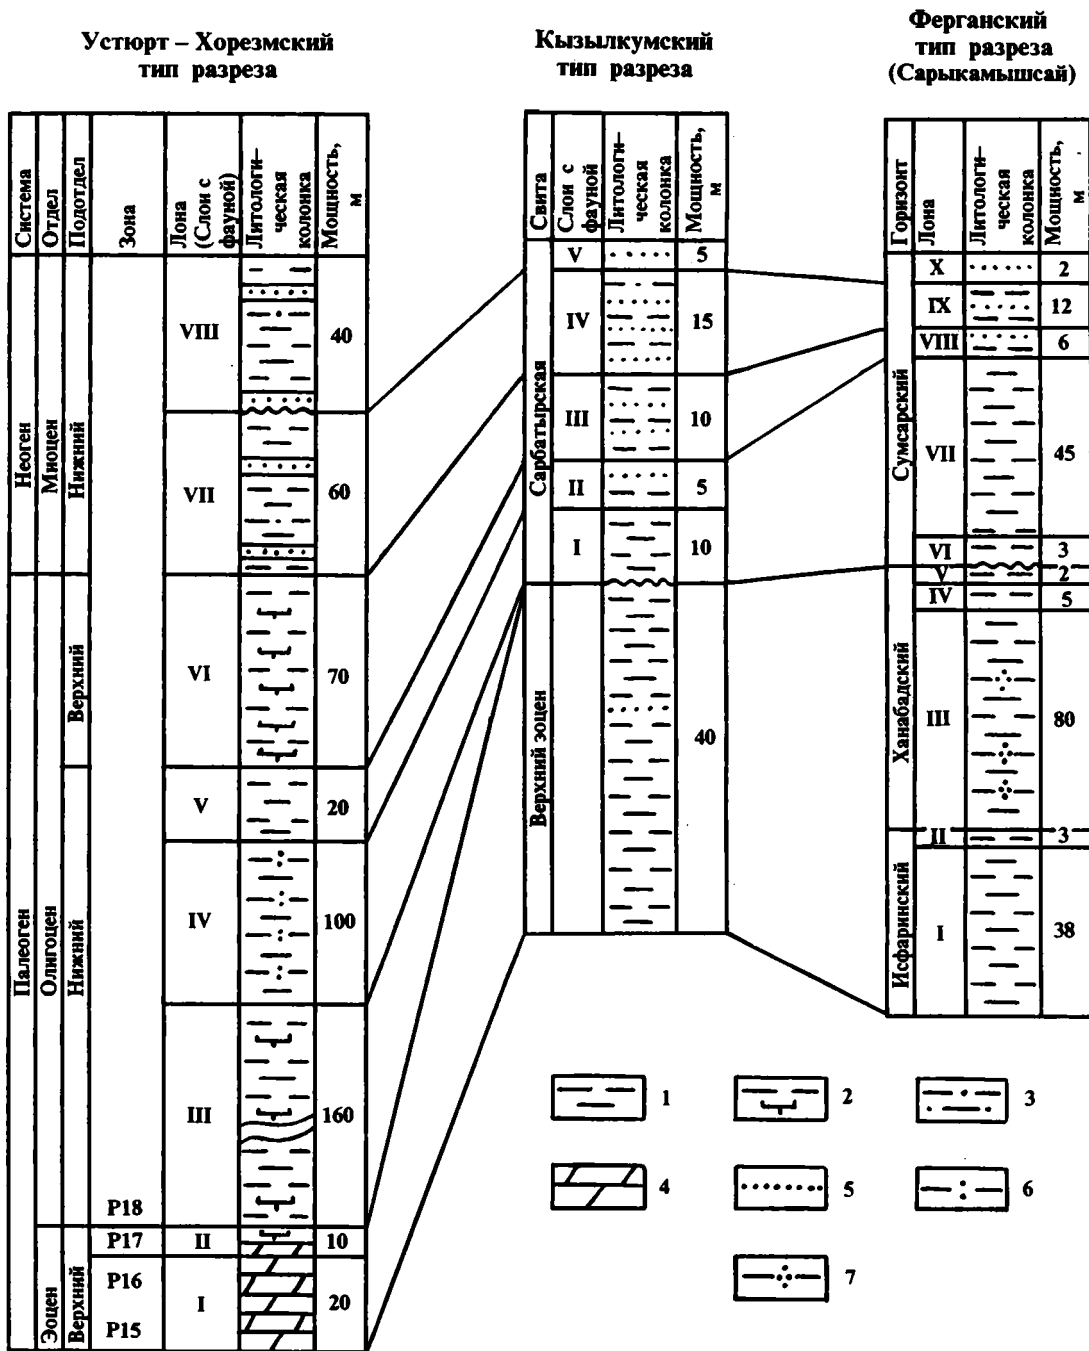 Устюрт – Хорезмский
тип разреза
Система
Отдел
Подотдел
Зона
Лона
(Слои с
фауной)
Литологи–
ческая
колонка
Мощность,
м
Неоген
Миоцен
Нижний
VIII
40
VII
60
Палеоген
Олигоцен
Верхний
VI
70
Нижний
V
20
IV
100
III
160
P18
Эоцен
Верхний
P17
II
10
P16
I
20
P15
Кызылкумский
тип разреза
Свита
Слои с
фауной
Литологи–
ческая
колонка
Мощность,
м
Сарбатырская
V
5
IV
15
III
10
II
5
I
10
Верхний эоцен
40
Ферганский
тип разреза
(Сарыкамышсай)
Горизонт
Лона
Литологи–
ческая
колонка
Мощность,
м
Сумсарский
X
2
IX
12
VIII
6
VII
45
VI
3
Ханабадский
V
2
IV
5
III
80
Исфаринский
II
3
I
38
1
2
3
4
5
6
7